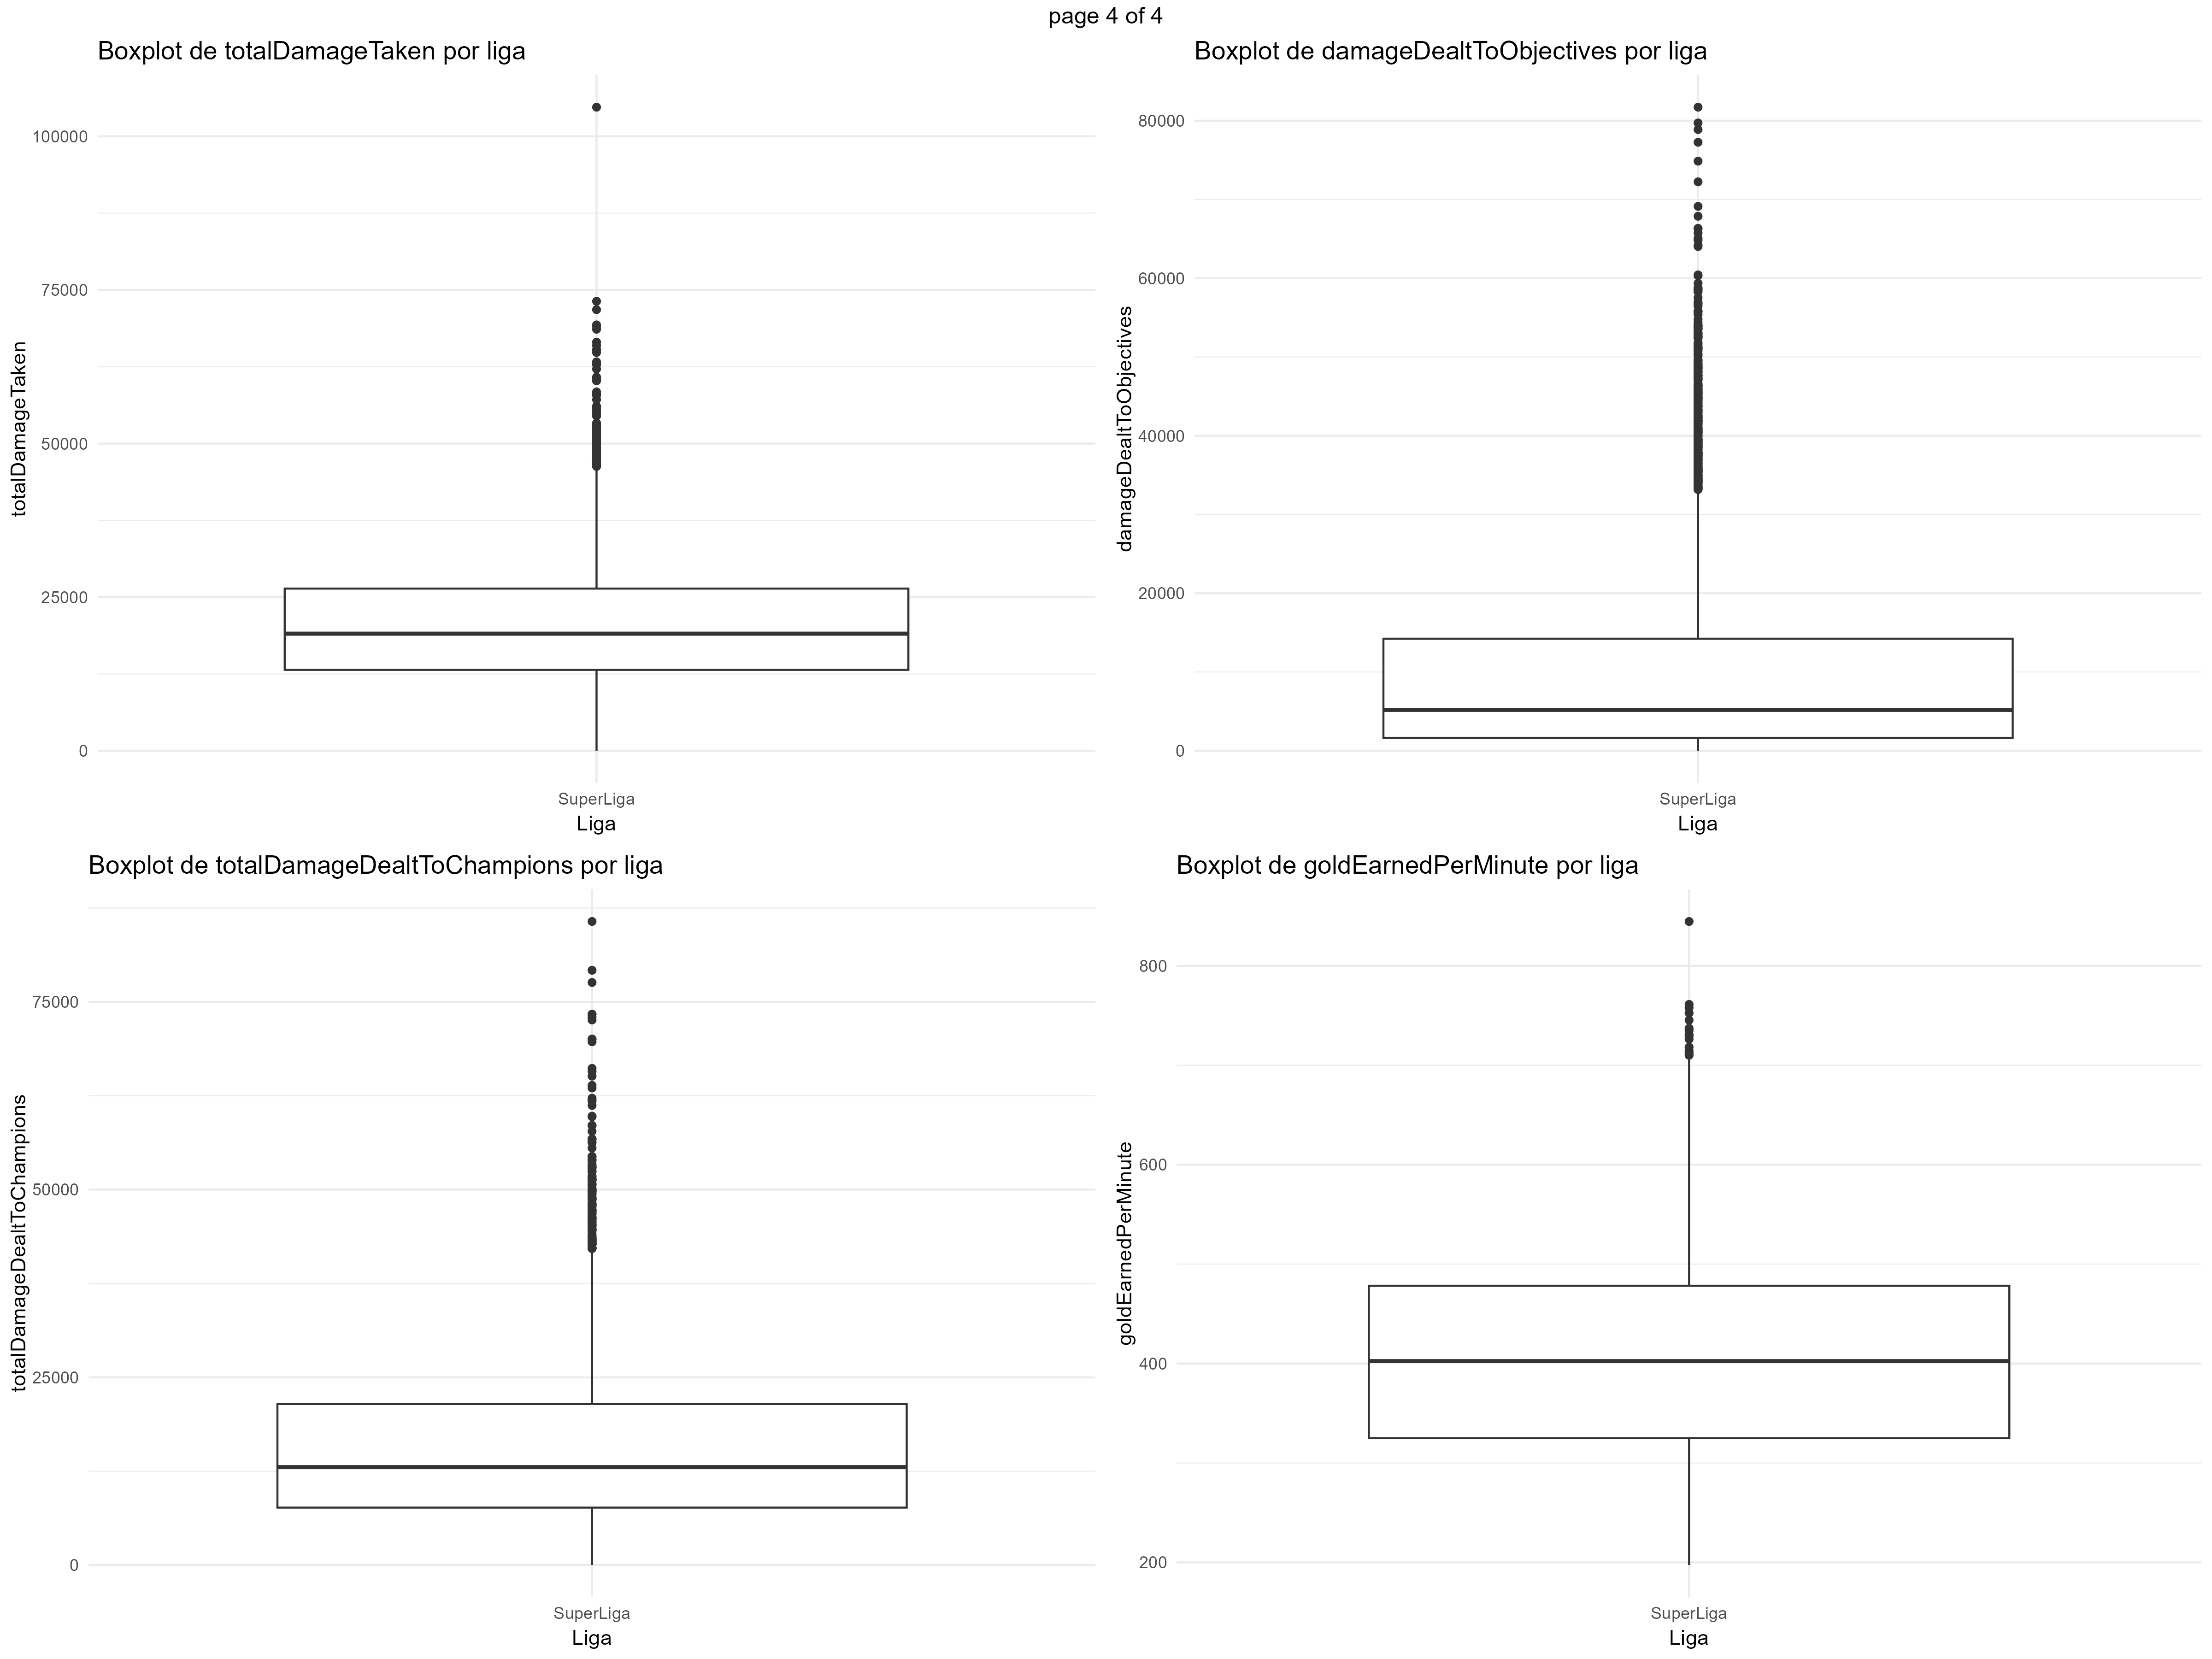 page 4 of 4
Boxplot de totalDamageTaken por liga
totalDamageTaken
100000
75000
50000
25000
0
SuperLiga
Liga
Boxplot de damageDealtToObjectives por liga
damageDealtToObjectives
80000
60000
40000
20000
0
SuperLiga
Liga
Boxplot de totalDamageDealtToChampions por liga
totalDamageDealtToChampions
75000
50000
25000
0
SuperLiga
Liga
Boxplot de goldEarnedPerMinute por liga
goldEarnedPerMinute
800
600
400
200
SuperLiga
Liga